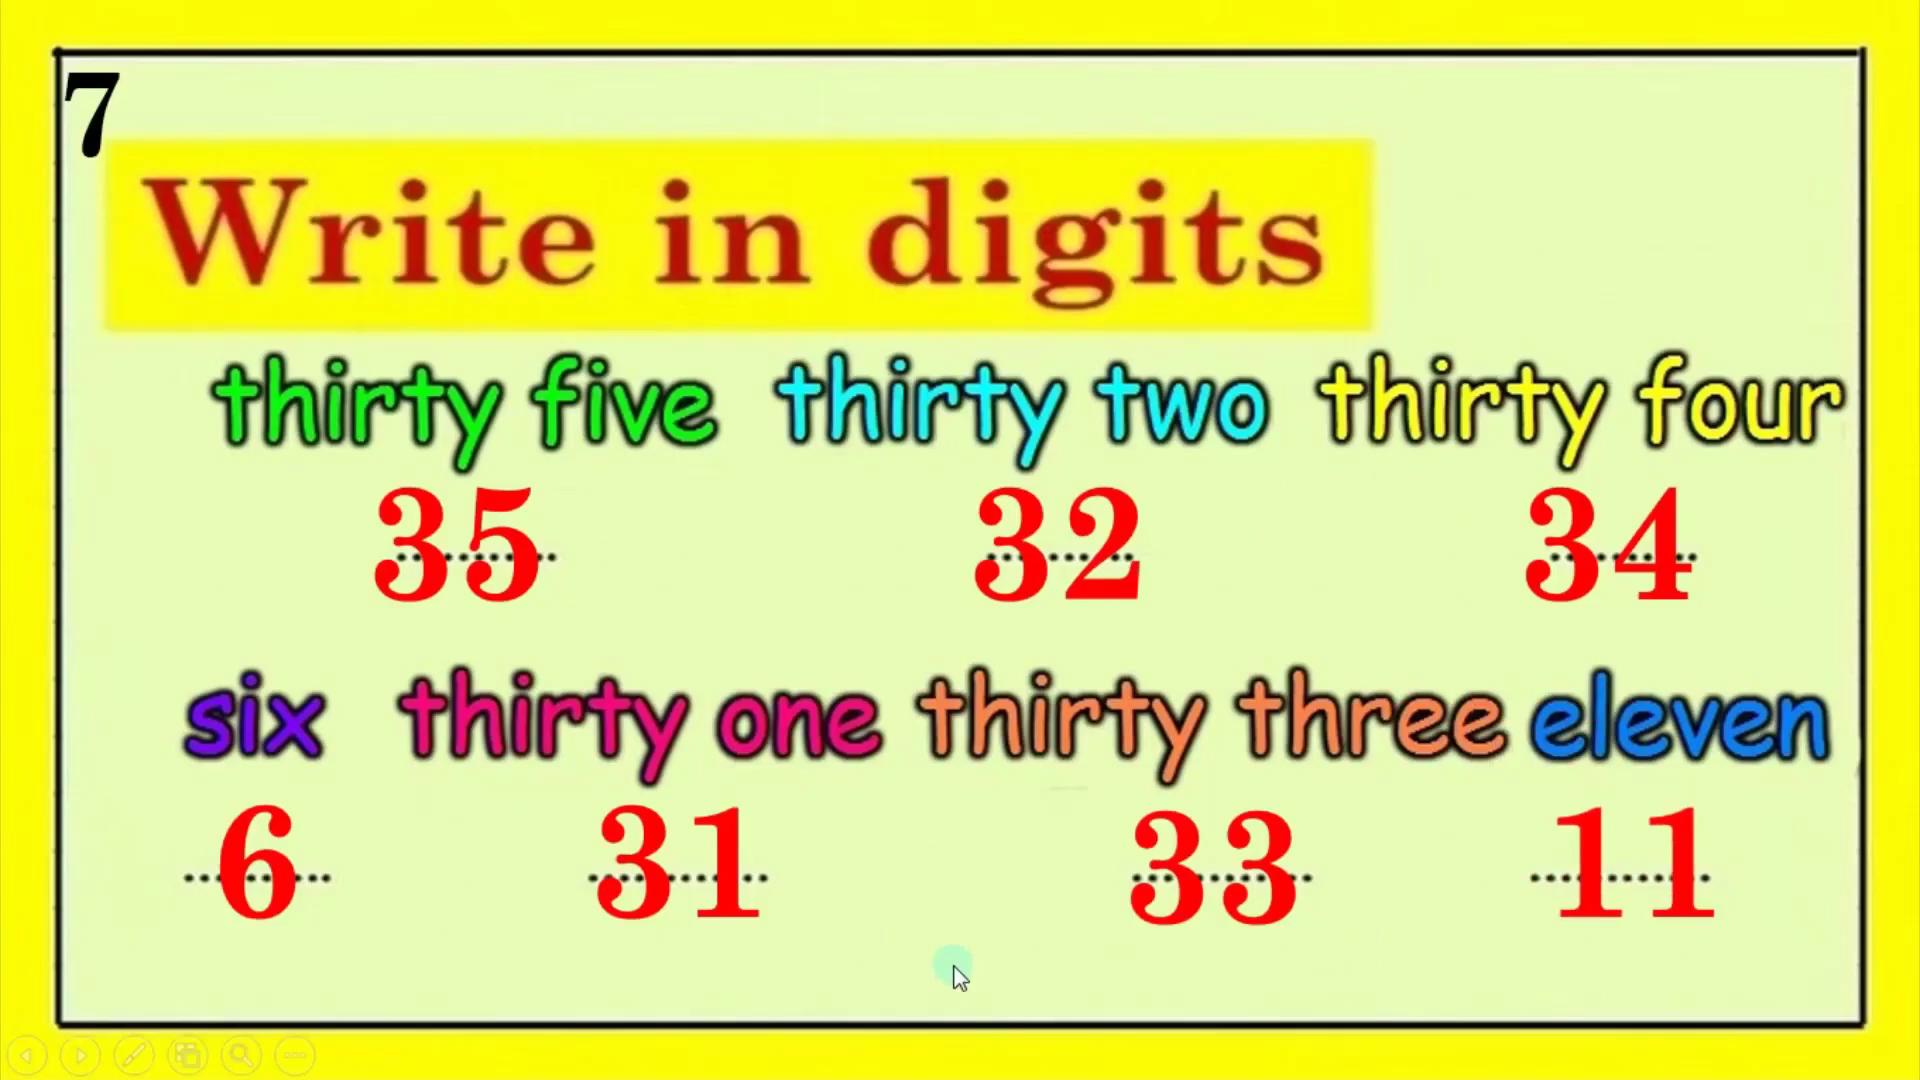 7
Write in digits
thirty five thirty two thirty four
35 32 34
six thirty one thirty three eleven
6 31 33 11